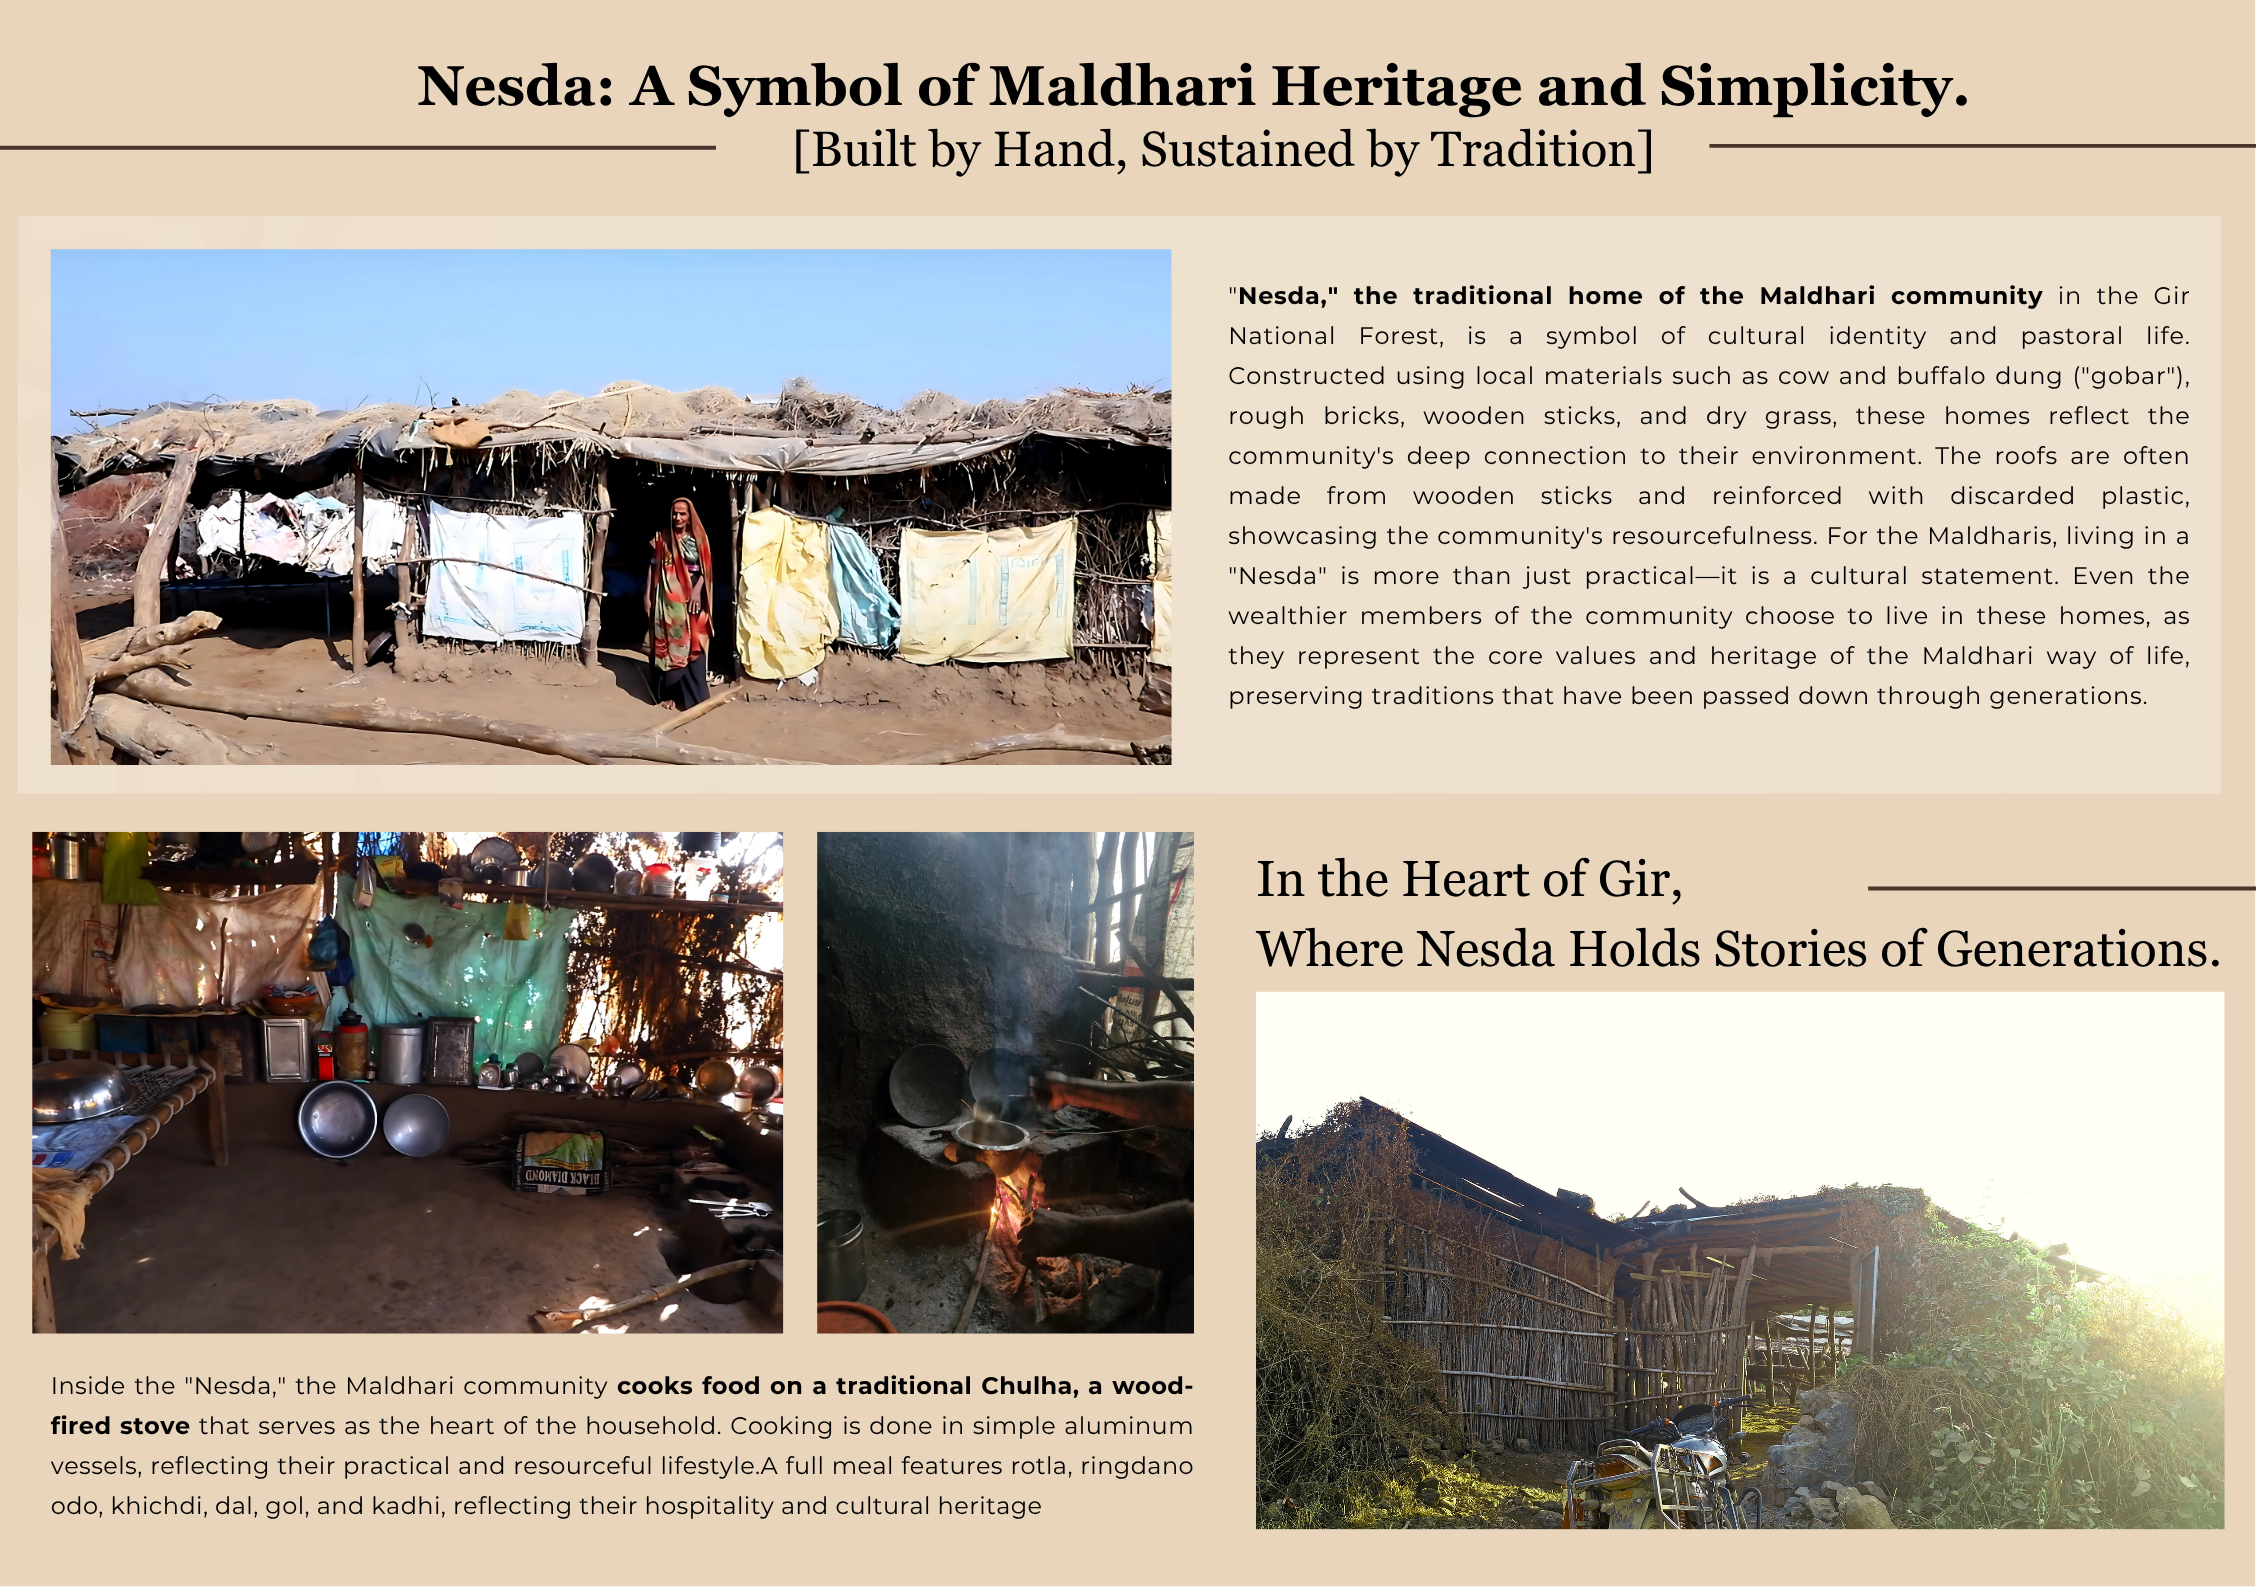 Nesda: A Symbol of Maldhari Heritage and Simplicity.
[Built by Hand, Sustained by Tradition]
"Nesda," the traditional home of the Maldhari community in the Gir
National Forest, is a symbol of cultural identity and pastoral life.
Constructed using local materials such as cow and buffalo dung ("gobar"),
rough bricks, wooden sticks, and dry grass, these homes reflect the
community's deep connection to their environment. The roofs are often
made from wooden sticks and reinforced with discarded plastic,
showcasing the community's resourcefulness. For the Maldharis, living in a
"Nesda" is more than just practical—it is a cultural statement. Even the
wealthier members of the community choose to live in these homes, as
they represent the core values and heritage of the Maldhari way of life,
preserving traditions that have been passed down through generations.
BLACK DIAMOND
Inside the "Nesda," the Maldhari community cooks food on a traditional Chulha, a wood-
fired stove that serves as the heart of the household. Cooking is done in simple aluminum
vessels, reflecting their practical and resourceful lifestyle.A full meal features rotla, ringdano
odo, khichdi, dal, gol, and kadhi, reflecting their hospitality and cultural heritage
In the Heart of Gir,
Where Nesda Holds Stories of Generations.